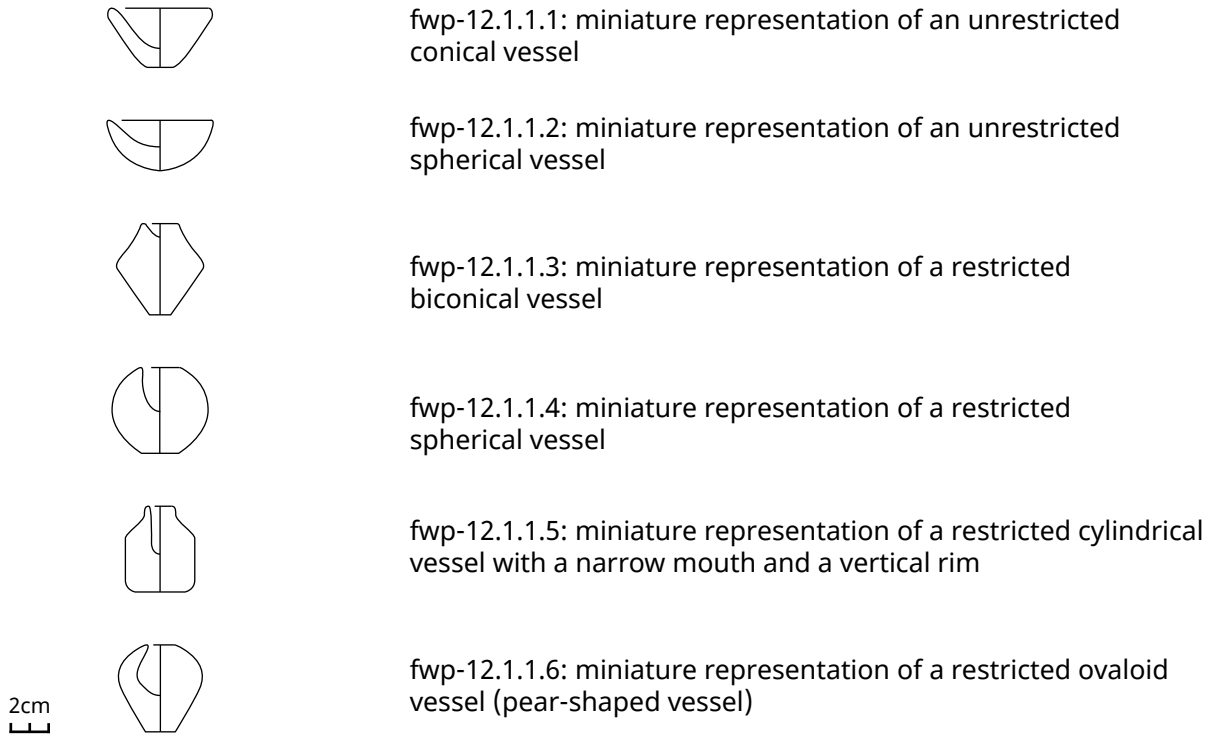 fwp-12.1.1.1: miniature representation of an unrestricted
conical vessel
fwp-12.1.1.2: miniature representation of an unrestricted
spherical vessel
fwp-12.1.1.3: miniature representation of a restricted
biconical vessel
fwp-12.1.1.4: miniature representation of a restricted
spherical vessel
fwp-12.1.1.5: miniature representation of a restricted cylindrical
vessel with a narrow mouth and a vertical rim
fwp-12.1.1.6: miniature representation of a restricted ovaloid
vessel (pear-shaped vessel)
2cm